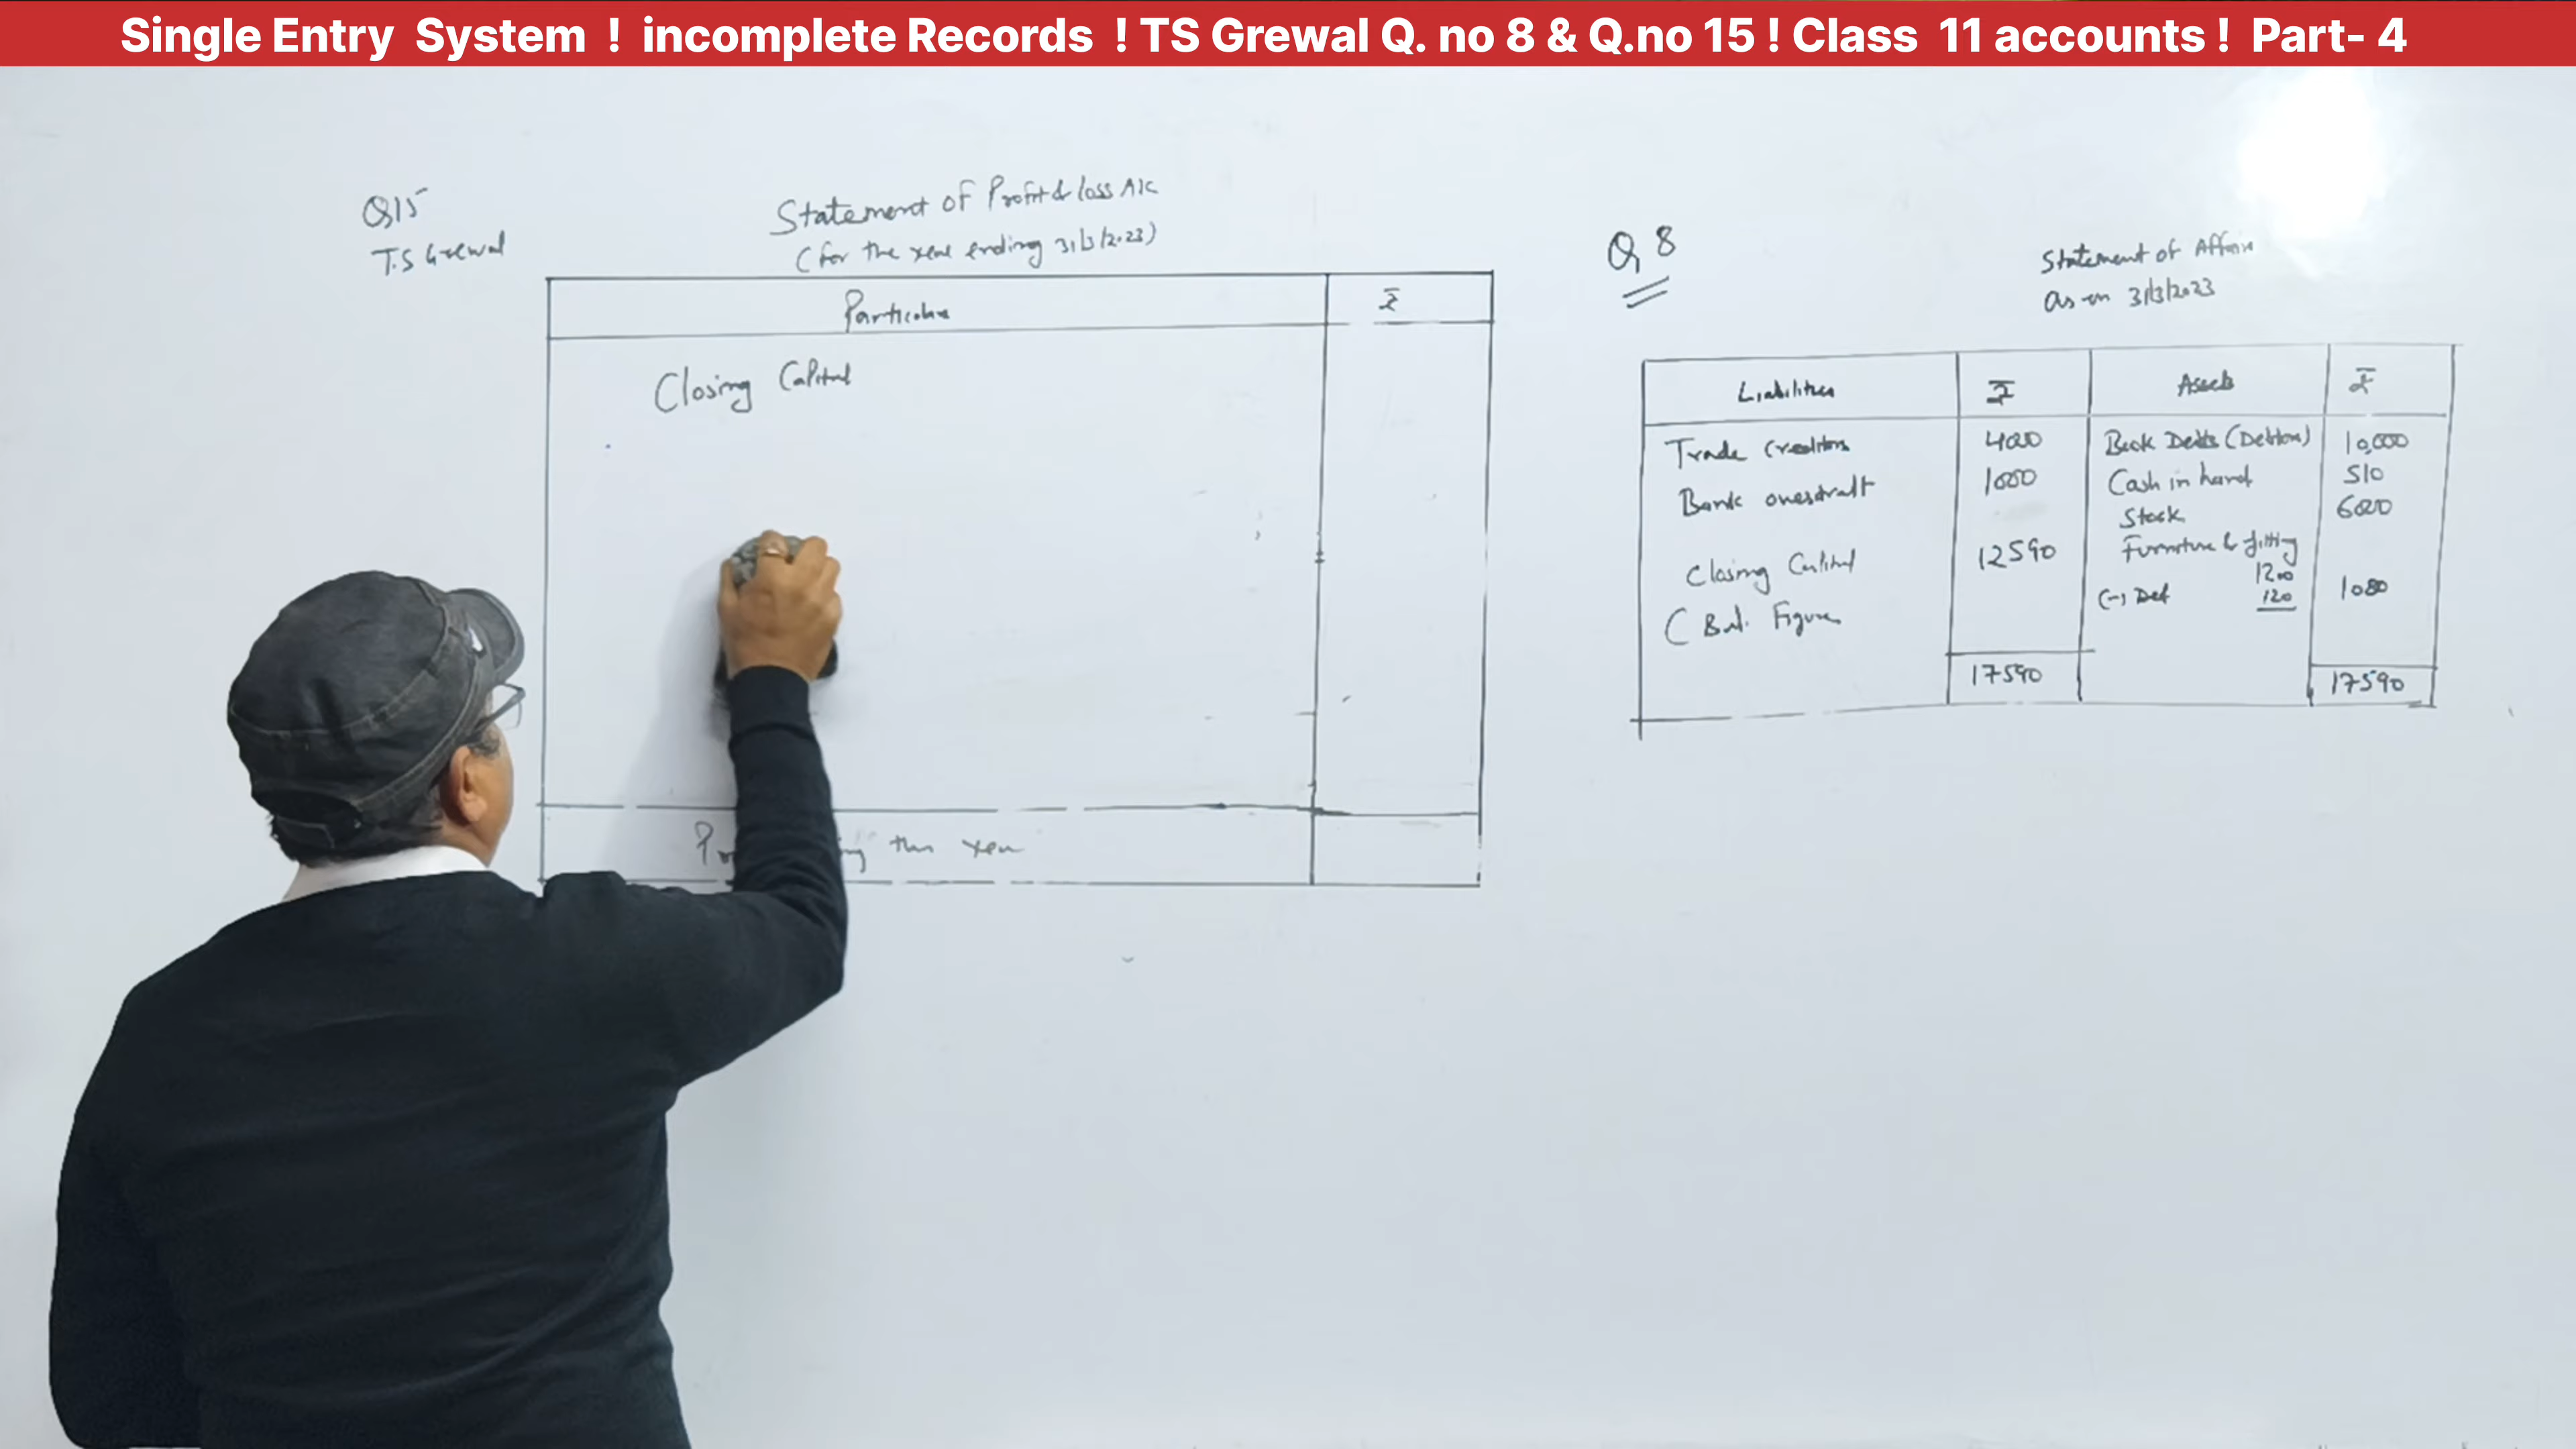 Single Entry System ! incomplete Records ! TS Grewal Q. no 8 & Q.no 15 ! Class 11 accounts ! Part- 4
Q15
T.S Grewal
Statement of Profit & loss A/c
(for the year ending 31/3/2023)
Particulars ₹
Closing Capital
this year
Q 8
Statement of Affairs
As on 31/3/2023
Liabilities ₹ Assets ₹
Trade Creditors 4000 Book Debts (Debtors) 10,000
Bank overdraft 1000 Cash in hand 510
Stock 6000
Closing Capital 12590 Furniture & fitting
1200
(-) Def 120 1080
( Bal. Figure
17590 17590